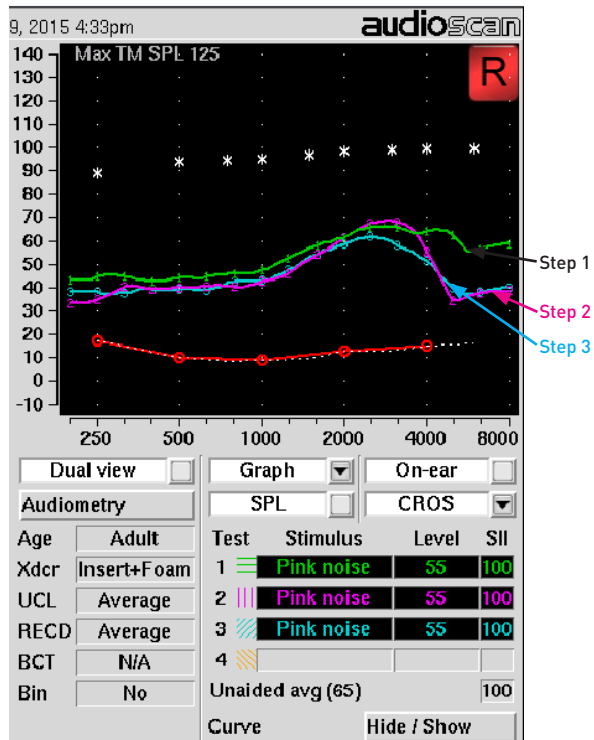 9, 2015 4:33pm audioscan
Max TM SPL 125
R
140
130
120
110
100
90
80
70
60
50
40
30
20
10
0
-10
250 500 1000 2000 4000 8000
Step 1
Step 2
Step 3
Dual view Graph On-ear
Audiometry SPL CROS
Age Adult Test Stimulus Level SII
Xdcr Insert+Foam 1 Pink noise 55 100
UCL Average 2 Pink noise 55 100
RECD Average 3 Pink noise 55 100
BCT N/A 4
Bin No Unaided avg (65) 100
Curve Hide / Show